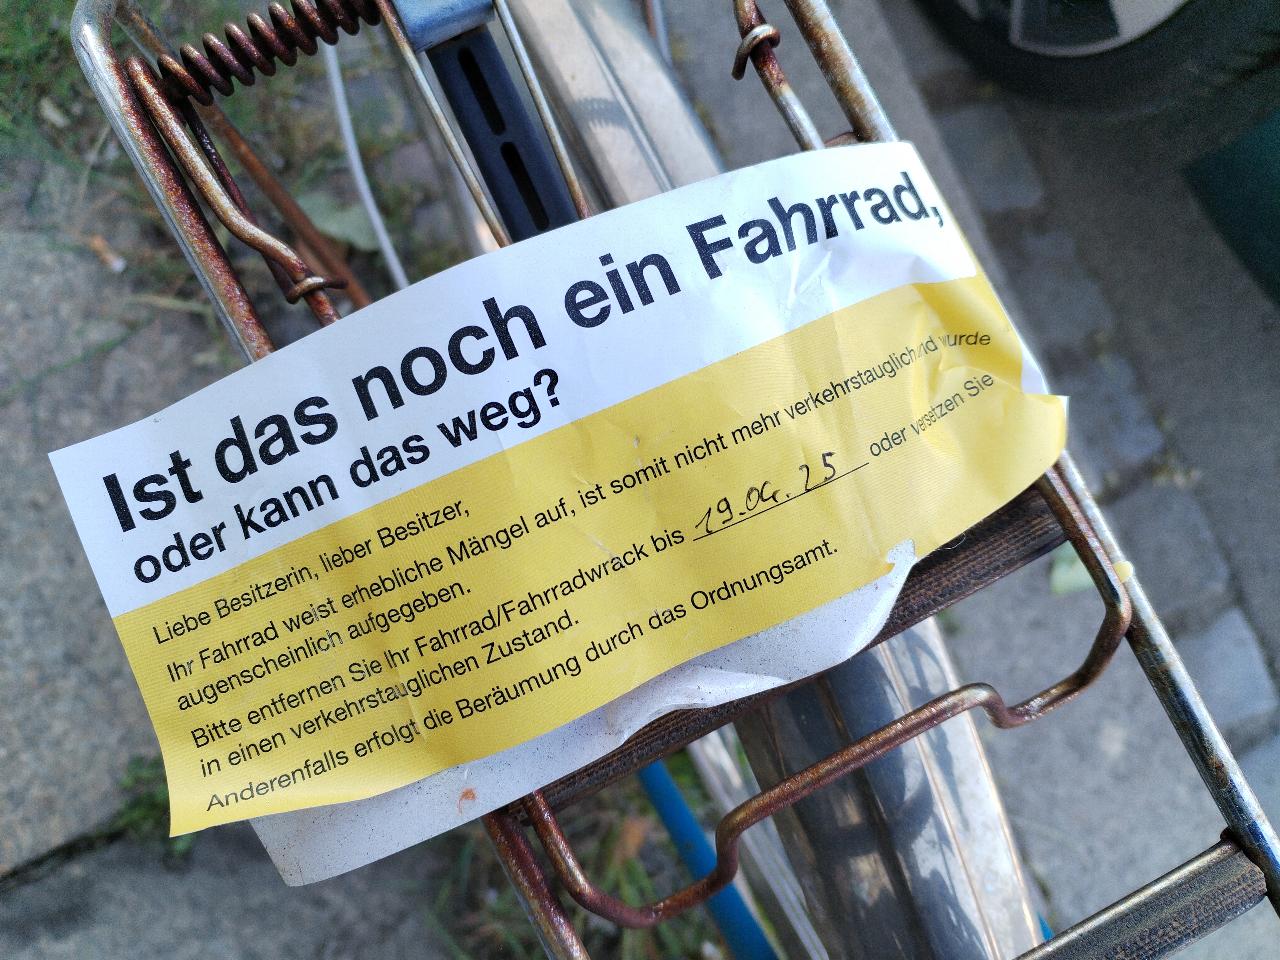 Ist das noch ein Fahrrad,
oder kann das weg?
Liebe Besitzerin, lieber Besitzer,
Ihr Fahrrad weist erhebliche Mängel auf, ist somit nicht mehr verkehrstauglich nd wurde
augenscheinlich aufgegeben.
Bitte entfernen Sie Ihr Fahrrad/Fahrradwrack bis 19.04.25 oder versetzen Sie
in einen verkehrstauglichen Zustand.
Anderenfalls erfolgt die Beräumung durch das Ordnungsamt.